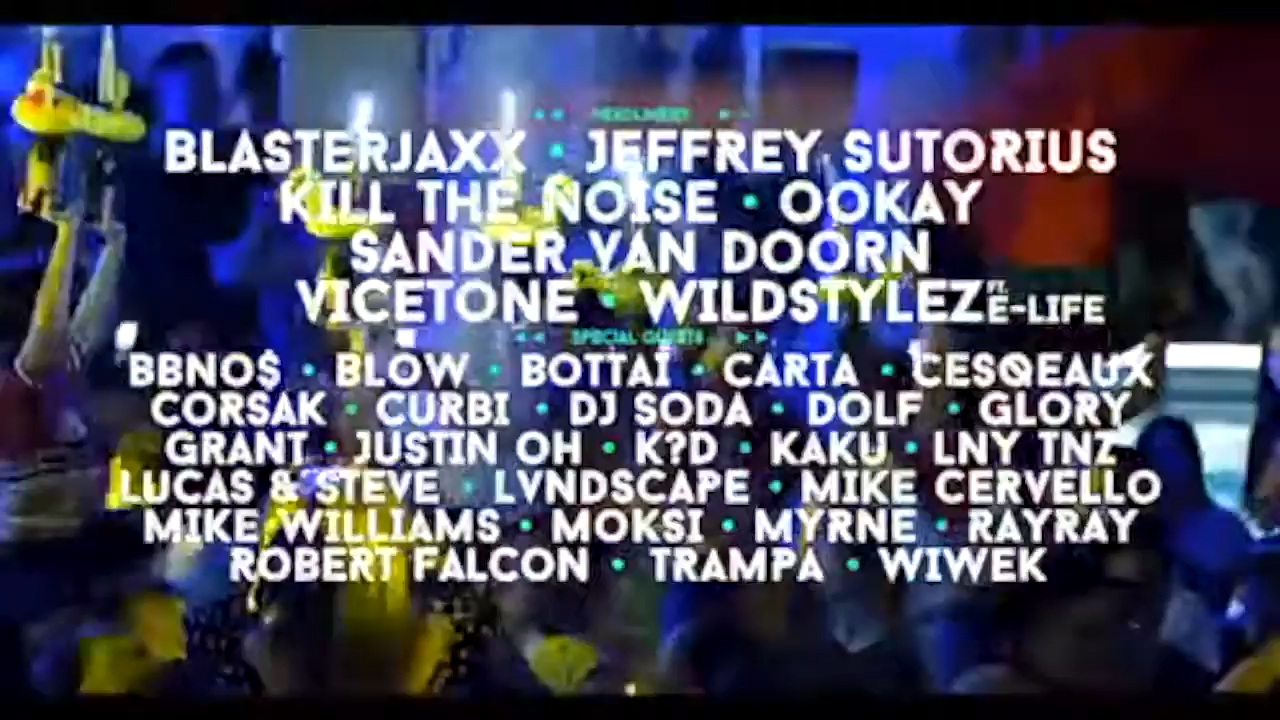 HEADLINERS
BLASTERJAXX • JEFFREY SUTORIUS
KILL THE NOISE • OOKAY
SANDER VAN DOORN
VICETONE • WILDSTYLEZ FT. E-LIFE
SPECIAL GUESTS
BBNO$ • BLOW • BOTTAI • CARTA • CESQEAUX
CORSAK • CURBI • DJ SODA • DOLF • GLORY
GRANT • JUSTIN OH • K?D • KAKU • LNY TNZ
LUCAS & STEVE • LVNDSCAPE • MIKE CERVELLO
MIKE WILLIAMS • MOKSI • MYRNE • RAYRAY
ROBERT FALCON • TRAMPA • WIWEK